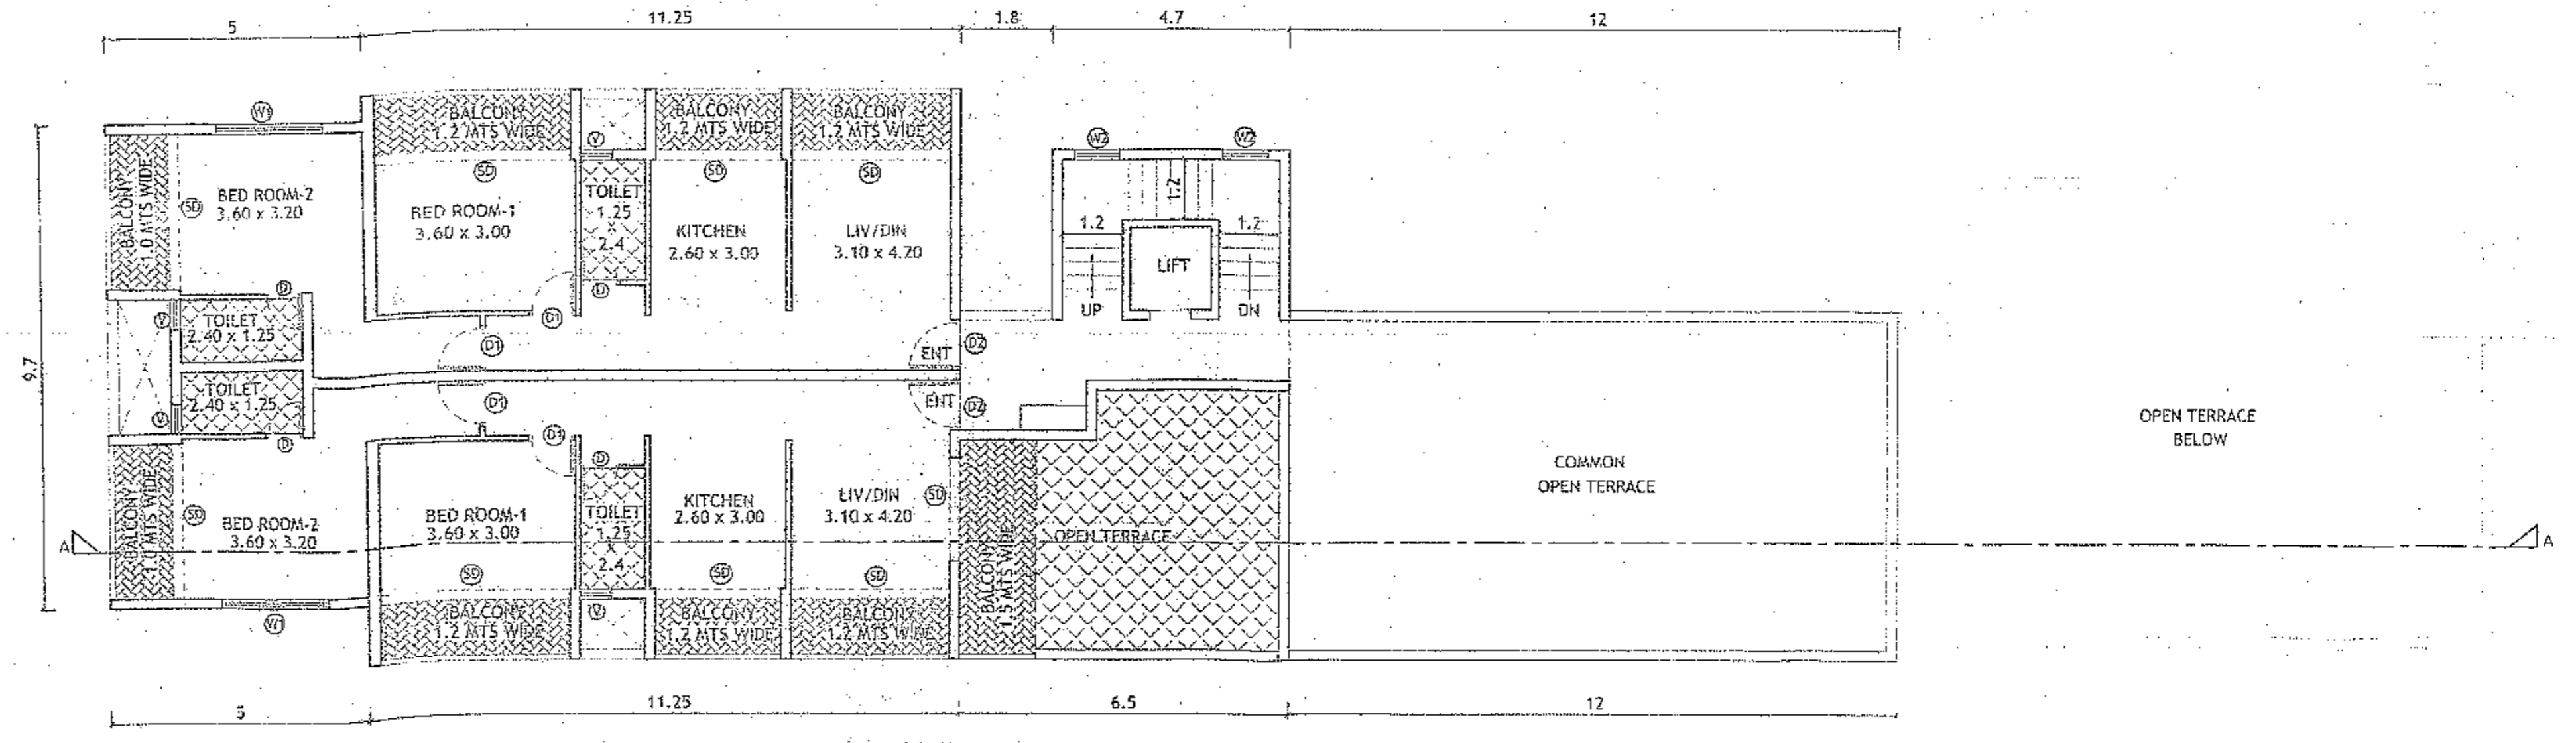 5
11.25
1.8
4.7
12
W1
BALCONY
1.2 MTS WIDE
V
BALCONY
1.2 MTS WIDE
BALCONY
1.2 MTS WIDE
W2
W2
BALCONY
1.0 MTS WIDE
SD
BED ROOM-2
3.60 x 3.20
SD
BED ROOM-1
3.60 x 3.00
TOILET
1.25
x
2.4
D
SD
KITCHEN
2.60 x 3.00
SD
LIV/DIN
3.10 x 4.20
1.2
1.2
1.2
LIFT
UP
DN
D
V
TOILET
2.40 x 1.25
D1
D1
ENT
D2
9.7
TOILET
2.40 x 1.25
V
D
D1
D1
ENT
D2
OPEN TERRACE
BELOW
COMMON
OPEN TERRACE
BALCONY
1.0 MTS WIDE
SD
BED ROOM-2
3.60 x 3.20
BED ROOM-1
3.60 x 3.00
SD
D
TOILET
1.25
x
2.4
V
KITCHEN
2.60 x 3.00
SD
LIV/DIN
3.10 x 4.20
SD
SD
BALCONY
1.5 MTS WIDE
OPEN TERRACE
A
A
W1
BALCONY
1.2 MTS WIDE
BALCONY
1.2 MTS WIDE
BALCONY
1.2 MTS WIDE
5
11.25
6.5
12